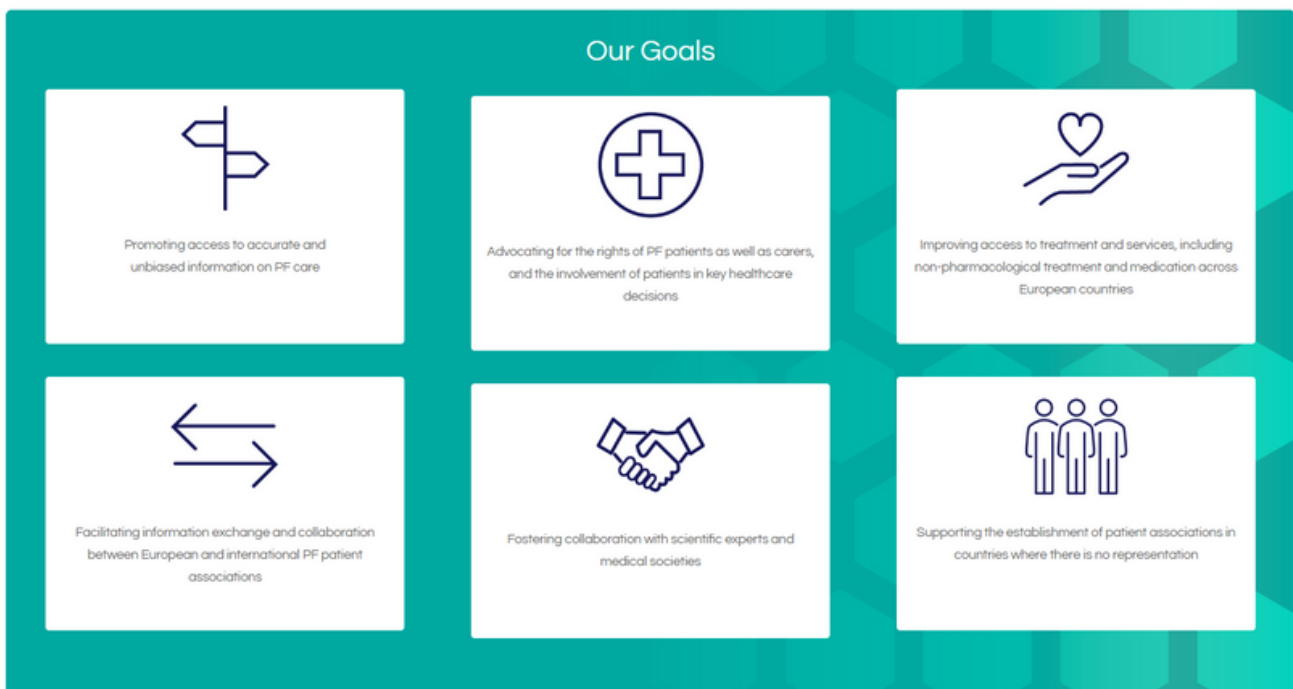 Our Goals
Promoting access to accurate and
unbiased information on PF care
Advocating for the rights of PF patients as well as carers,
and the involvement of patients in key healthcare
decisions
Improving access to treatment and services, including
non-pharmacological treatment and medication across
European countries
Facilitating information exchange and collaboration
between European and international PF patient
associations
Fostering collaboration with scientific experts and
medical societies
Supporting the establishment of patient associations in
countries where there is no representation